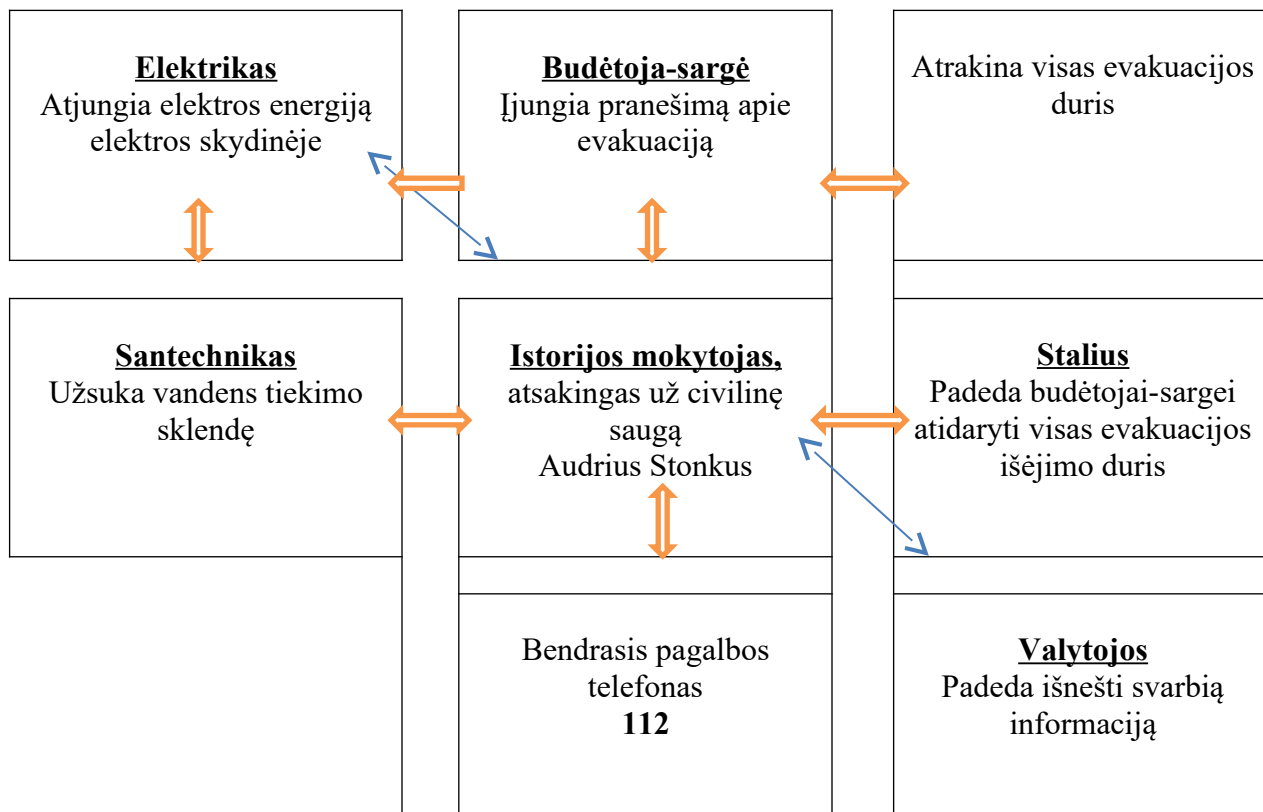 Elektrikas
Atjungia elektros energiją
elektros skydinėje
Budėtoja-sargė
Įjungia pranešimą apie
evakuaciją
Atrakina visas evakuacijos
duris
Santechnikas
Užsuka vandens tiekimo
sklendę
Istorijos mokytojas,
atsakingas už civilinę
saugą
Audrius Stonkus
Stalius
Padeda budėtojai-sargei
atidaryti visas evakuacijos
išėjimo duris
Bendrasis pagalbos
telefonas
112
Valytojos
Padeda išnešti svarbią
informaciją